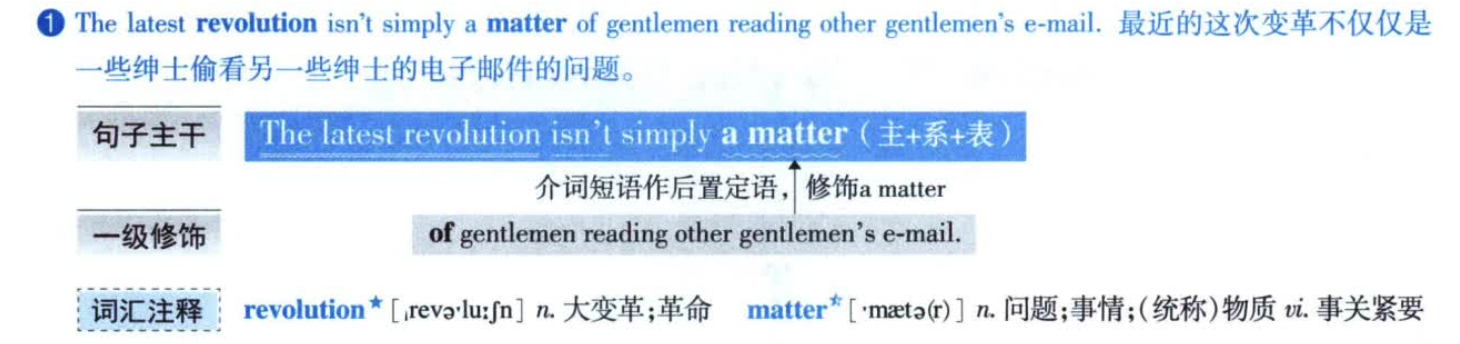 ❶ The latest revolution isn't simply a matter of gentlemen reading other gentlemen's e-mail. 最近的这次变革不仅仅是
一些绅士偷看另一些绅士的电子邮件的问题。
句子主干 The latest revolution isn't simply a matter（主+系+表）
介词短语作后置定语，修饰a matter
一级修饰 of gentlemen reading other gentlemen's e-mail.
词汇注释 revolution★ [ˌrevəˈluːʃn] n. 大变革；革命 matter☆ [ˈmætə(r)] n. 问题；事情；（统称）物质 vi. 事关紧要